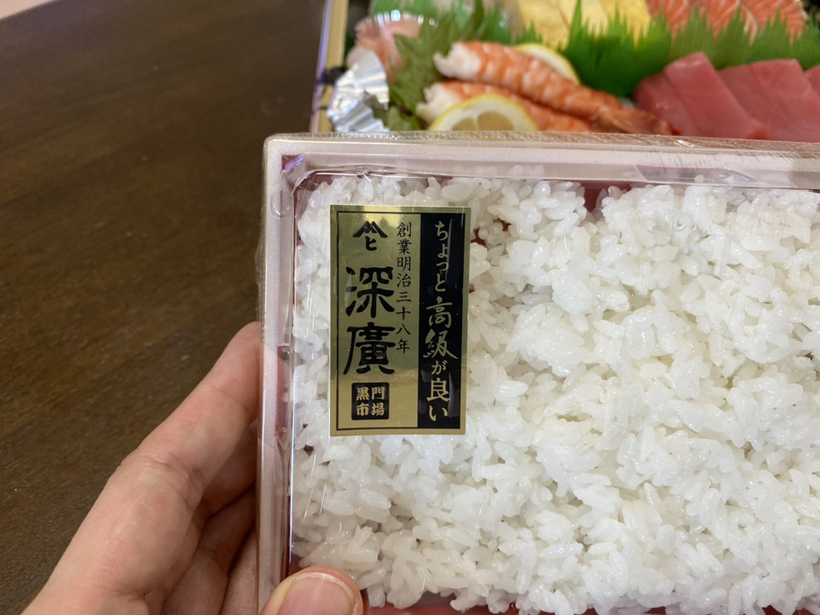 ちょっと高級が良い
創業明治三十八年
ヒ
深廣
黒門
市場